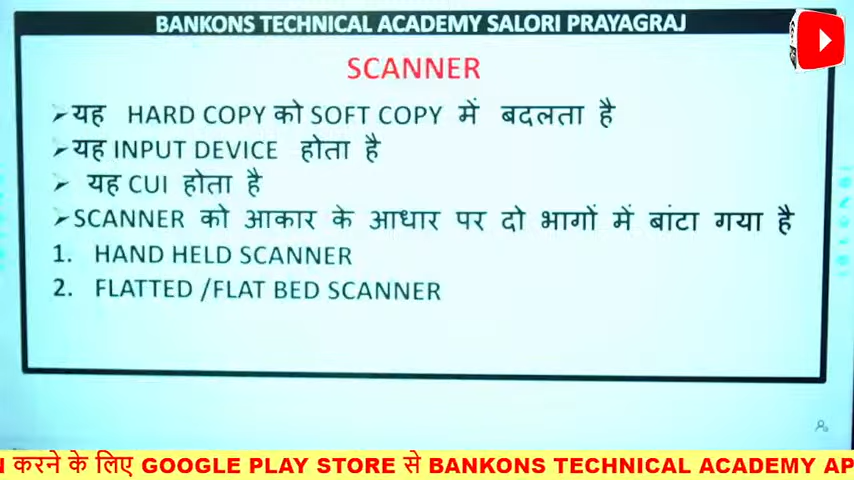 BANKONS TECHNICAL ACADEMY SALORI PRAYAGRAJ
SCANNER
➢यह HARD COPY को SOFT COPY में बदलता है
➢यह INPUT DEVICE होता है
➢ यह CUI होता है
➢SCANNER को आकार के आधार पर दो भागों में बांटा गया है
1. HAND HELD SCANNER
2. FLATTED /FLAT BED SCANNER
करने के लिए GOOGLE PLAY STORE से BANKONS TECHNICAL ACADEMY AP